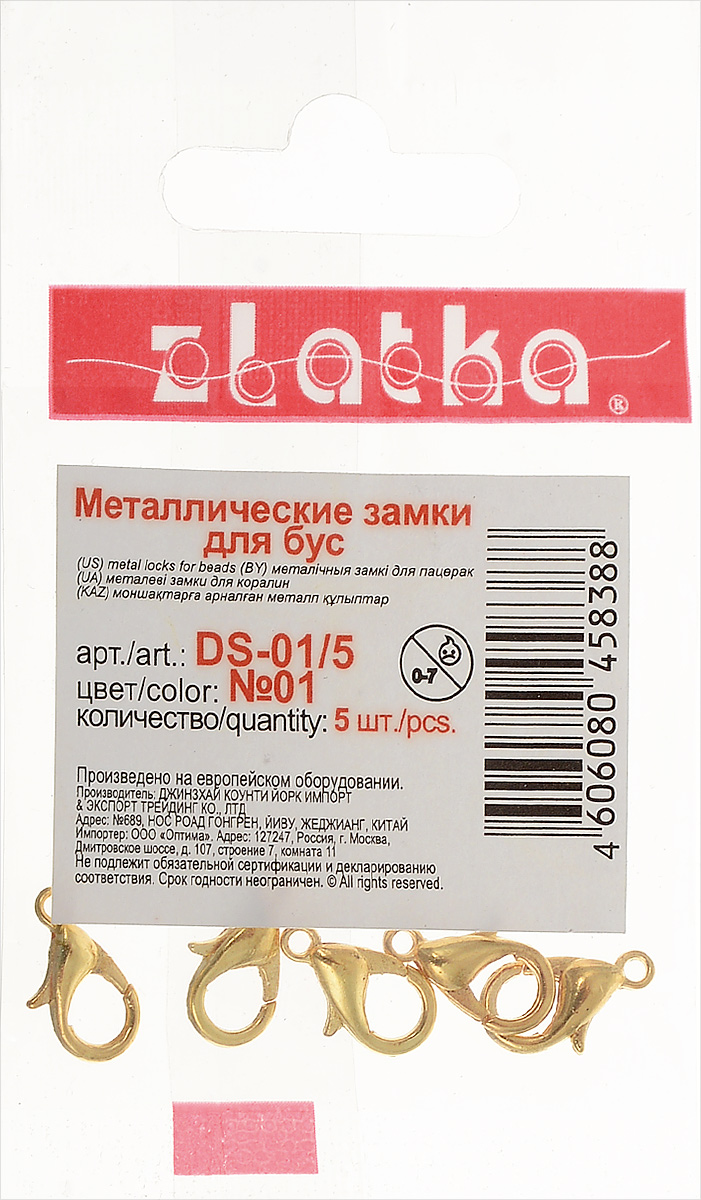 zlatka ®
Металлические замки
для бус
(US) metal locks for beads (BY) металічныя замкі для пацерак
(UA) металеві замки для коралин
(KAZ) моншақтарға арналған металл құлыптар
арт./art.: DS-01/5
цвет/color: №01
количество/quantity: 5 шт./pcs.
0-7
Произведено на европейском оборудовании.
Производитель: ДЖИНЗХАЙ КОУНТИ ЙОРК ИМПОРТ
& ЭКСПОРТ ТРЕЙДИНГ КО., ЛТД
Адрес: №689, НОС РОАД ГОНГРЕН, ЙИВУ, ЖЕДЖИАНГ, КИТАЙ
Импортер: ООО «Оптима». Адрес: 127247, Россия, г. Москва,
Дмитровское шоссе, д. 107, строение 7, комната 11
Не подлежит обязательной сертификации и декларированию
соответствия. Срок годности неограничен. © All rights reserved.
4 606080 458388